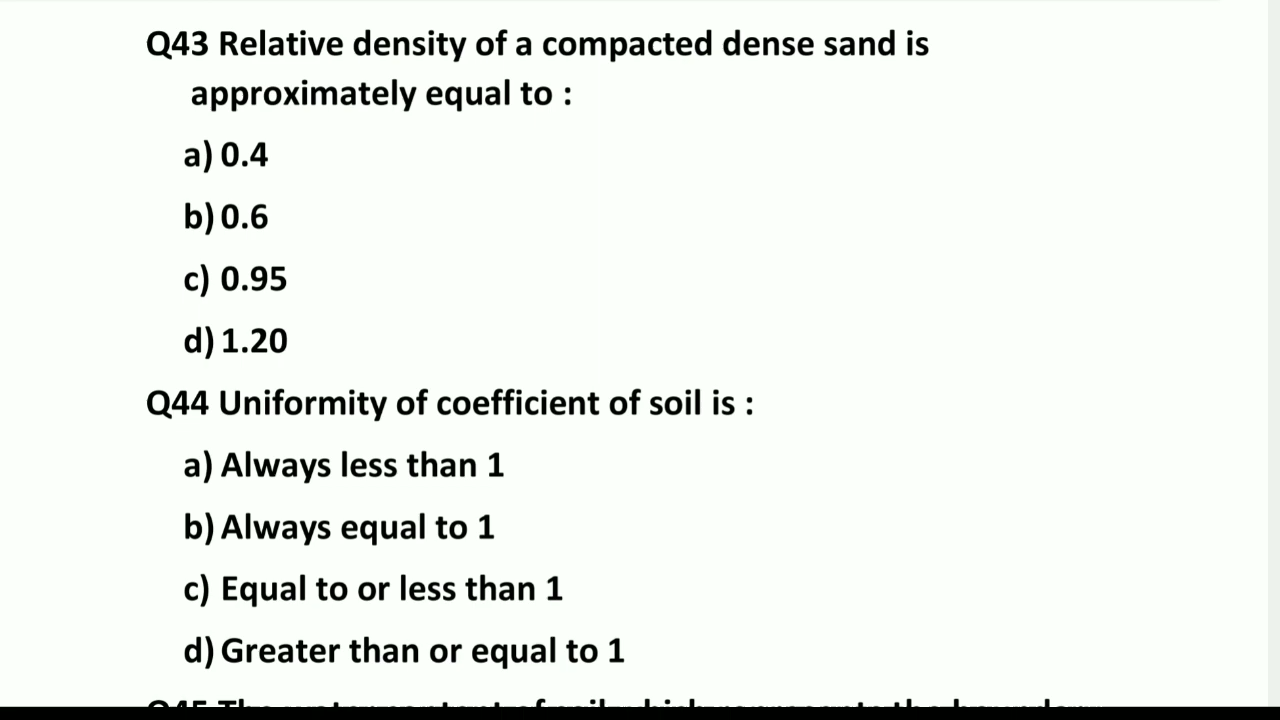 Q43 Relative density of a compacted dense sand is
approximately equal to :
a) 0.4
b) 0.6
c) 0.95
d) 1.20
Q44 Uniformity of coefficient of soil is :
a) Always less than 1
b) Always equal to 1
c) Equal to or less than 1
d) Greater than or equal to 1